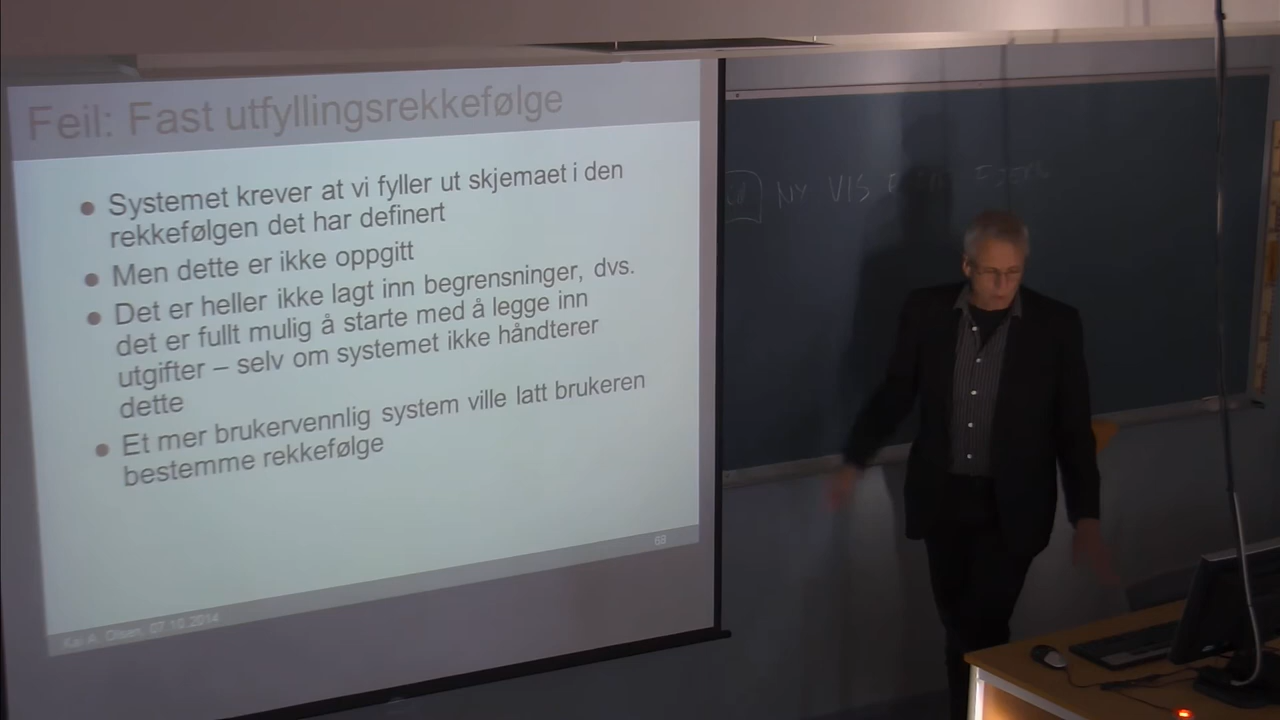 Feil: Fast utfyllingsrekkefølge
● Systemet krever at vi fyller ut skjemaet i den
rekkefølgen det har definert
● Men dette er ikke oppgitt
● Det er heller ikke lagt inn begrensninger, dvs.
det er fullt mulig å starte med å legge inn
utgifter – selv om systemet ikke håndterer
dette
● Et mer brukervennlig system ville latt brukeren
bestemme rekkefølge
68
Kai A. Olsen, 07.10.2014
NY VIS